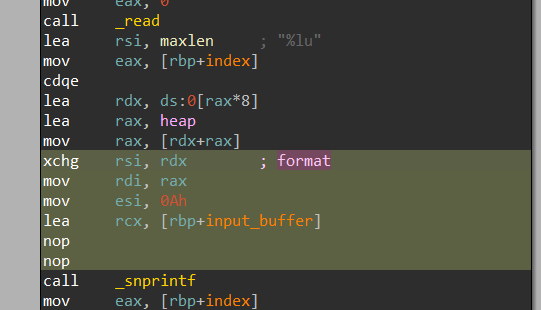 mov eax, 0
call _read
lea rsi, maxlen ; "%lu"
mov eax, [rbp+index]
cdqe
lea rdx, ds:0[rax*8]
lea rax, heap
mov rax, [rdx+rax]
xchg rsi, rdx ; format
mov rdi, rax
mov esi, 0Ah
lea rcx, [rbp+input_buffer]
nop
nop
call _snprintf
mov eax, [rbp+index]